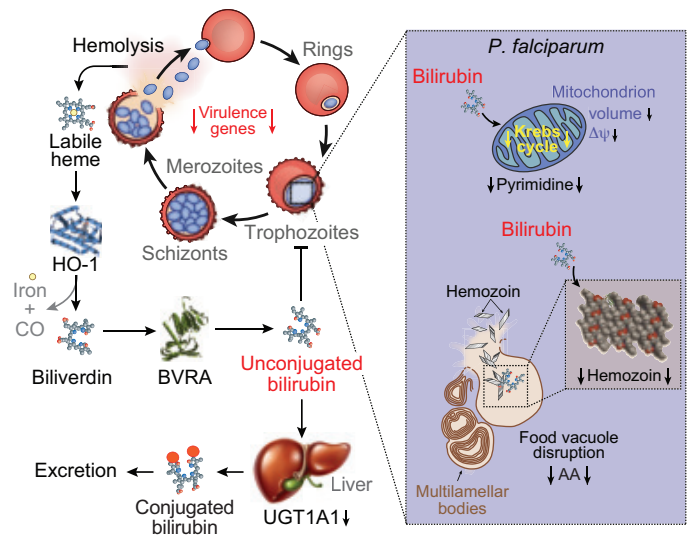 Hemolysis
Rings
Virulence
genes
Labile
heme
Merozoites
Schizonts
Trophozoites
HO-1
Iron
+
CO
Biliverdin
BVRA
Unconjugated
bilirubin
Excretion
Conjugated
bilirubin
Liver
UGT1A1
P. falciparum
Bilirubin
Mitochondrion
volume
Δψ
Krebs
cycle
Pyrimidine
Bilirubin
Hemozoin
Hemozoin
Food vacuole
disruption
AA
Multilamellar
bodies